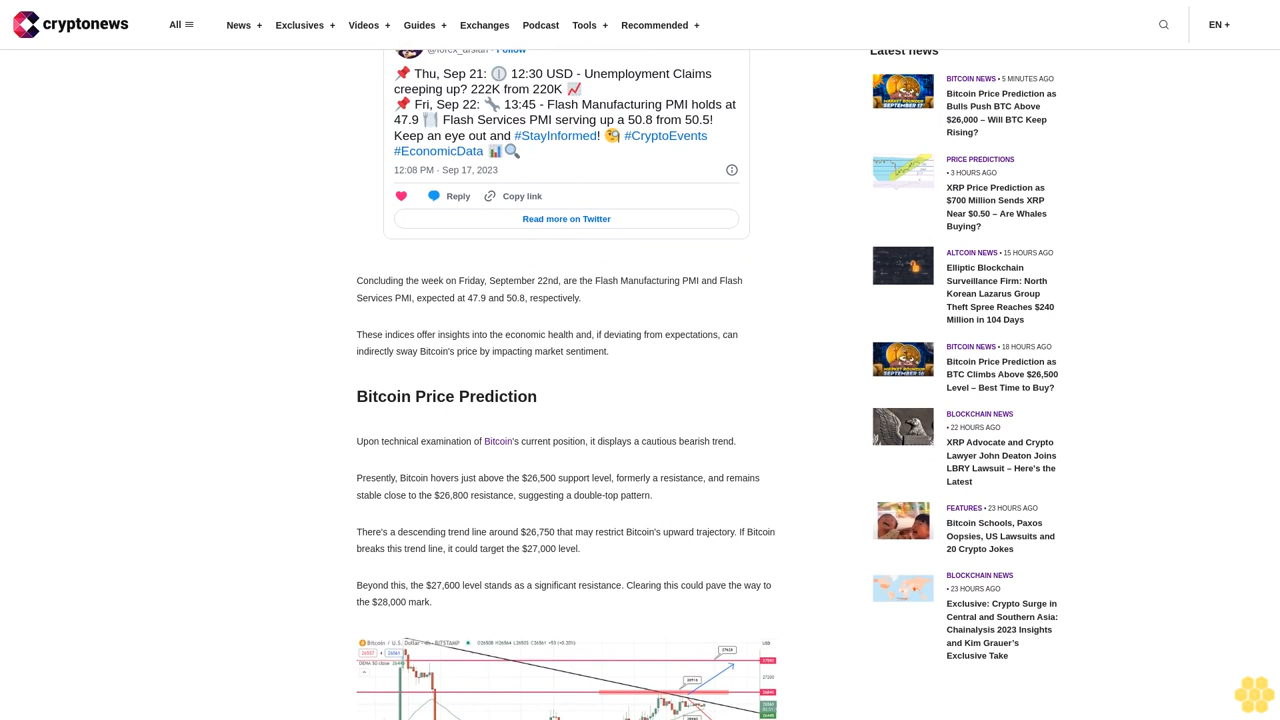 cryptonews
All
News +
Exclusives +
Videos +
Guides +
Exchanges
Podcast
Tools +
Recommended +
EN +
Thu, Sep 21: 12:30 USD - Unemployment Claims
creeping up? 222K from 220K
Fri, Sep 22: 13:45 - Flash Manufacturing PMI holds at
47.9 Flash Services PMI serving up a 50.8 from 50.5!
Keep an eye out and #StayInformed! #CryptoEvents
#EconomicData
12:08 PM · Sep 17, 2023
Reply
Copy link
Read more on Twitter
Concluding the week on Friday, September 22nd, are the Flash Manufacturing PMI and Flash
Services PMI, expected at 47.9 and 50.8, respectively.
These indices offer insights into the economic health and, if deviating from expectations, can
indirectly sway Bitcoin's price by impacting market sentiment.
Bitcoin Price Prediction
Upon technical examination of Bitcoin's current position, it displays a cautious bearish trend.
Presently, Bitcoin hovers just above the $26,500 support level, formerly a resistance, and remains
stable close to the $26,800 resistance, suggesting a double-top pattern.
There's a descending trend line around $26,750 that may restrict Bitcoin's upward trajectory. If Bitcoin
breaks this trend line, it could target the $27,000 level.
Beyond this, the $27,600 level stands as a significant resistance. Clearing this could pave the way to
the $28,000 mark.
Bitcoin / U.S. Dollar · 4h · BITSTAMP
USD
Latest news
BITCOIN NEWS • 5 MINUTES AGO
Bitcoin Price Prediction as
Bulls Push BTC Above
$26,000 – Will BTC Keep
Rising?
MARKET ROUNDUP
SEPTEMBER 17
PRICE PREDICTIONS
• 3 HOURS AGO
XRP Price Prediction as
$700 Million Sends XRP
Near $0.50 – Are Whales
Buying?
ALTCOIN NEWS • 15 HOURS AGO
Elliptic Blockchain
Surveillance Firm: North
Korean Lazarus Group
Theft Spree Reaches $240
Million in 104 Days
BITCOIN NEWS • 18 HOURS AGO
Bitcoin Price Prediction as
BTC Climbs Above $26,500
Level – Best Time to Buy?
MARKET ROUNDUP
SEPTEMBER 16
BLOCKCHAIN NEWS
• 22 HOURS AGO
XRP Advocate and Crypto
Lawyer John Deaton Joins
LBRY Lawsuit – Here's the
Latest
FEATURES • 23 HOURS AGO
Bitcoin Schools, Paxos
Oopsies, US Lawsuits and
20 Crypto Jokes
BLOCKCHAIN NEWS
• 23 HOURS AGO
Exclusive: Crypto Surge in
Central and Southern Asia:
Chainalysis 2023 Insights
and Kim Grauer's
Exclusive Take